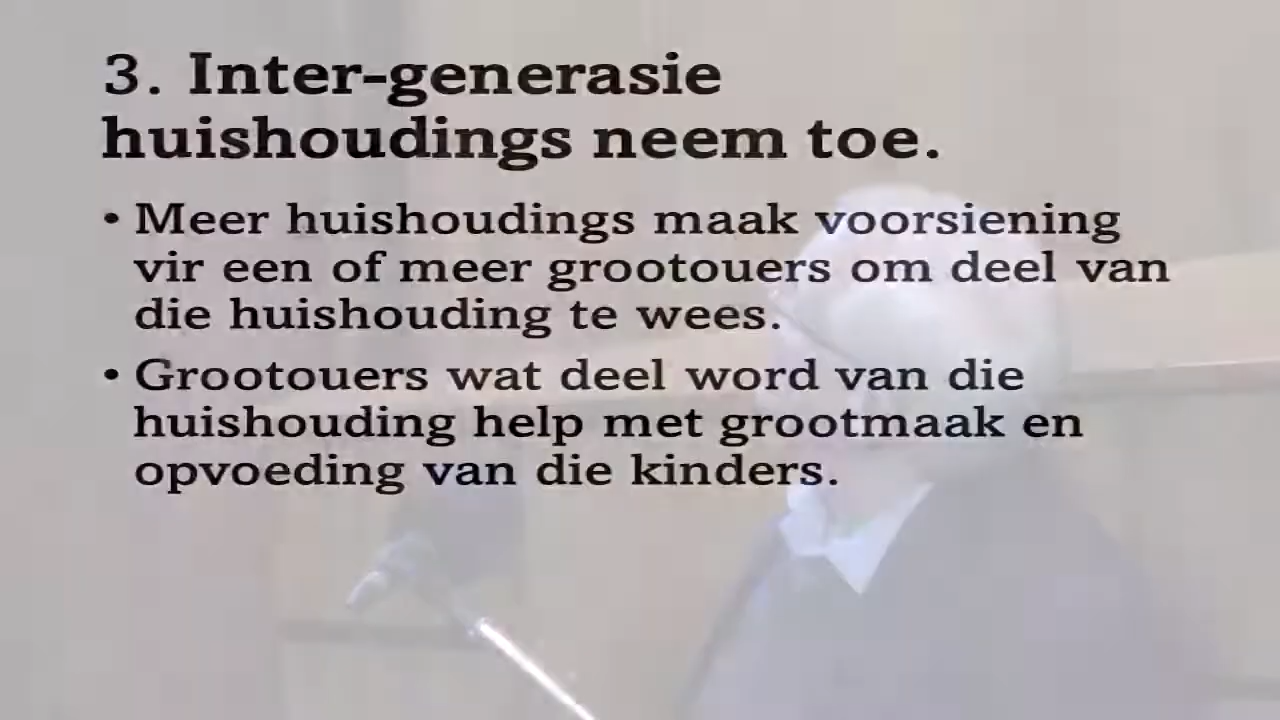 3. Inter-generasie
huishoudings neem toe.
• Meer huishoudings maak voorsiening
vir een of meer grootouers om deel van
die huishouding te wees.
• Grootouers wat deel word van die
huishouding help met grootmaak en
opvoeding van die kinders.